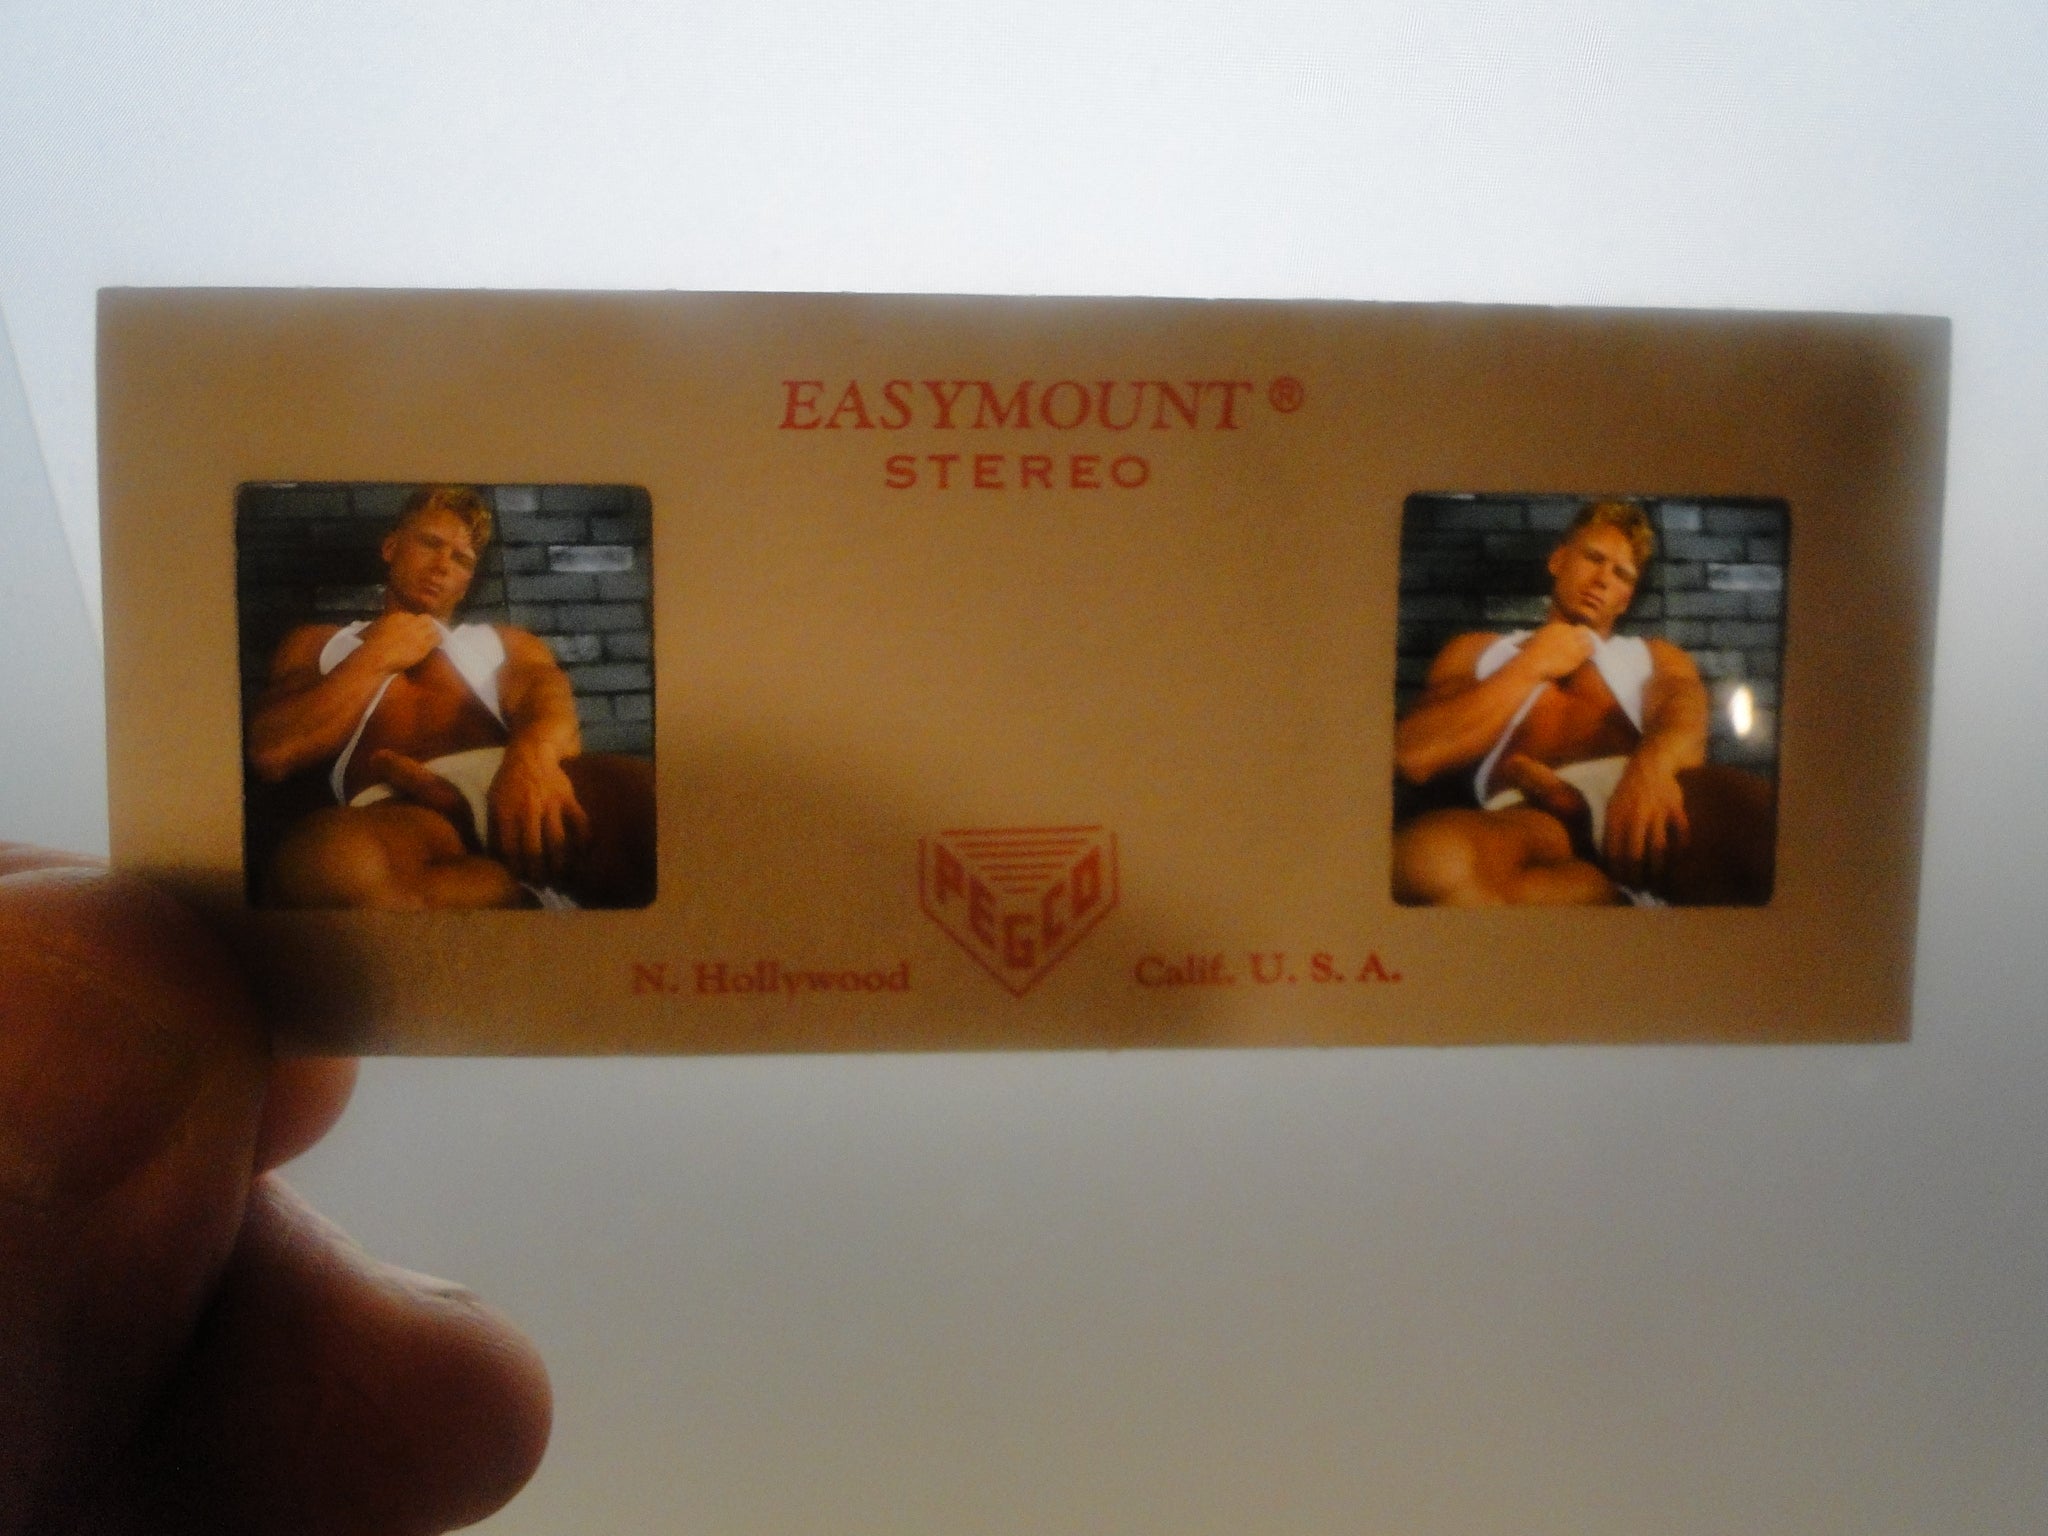 EASYMOUNT®
STEREO
PEGCO
N. Hollywood Calif. U. S. A.